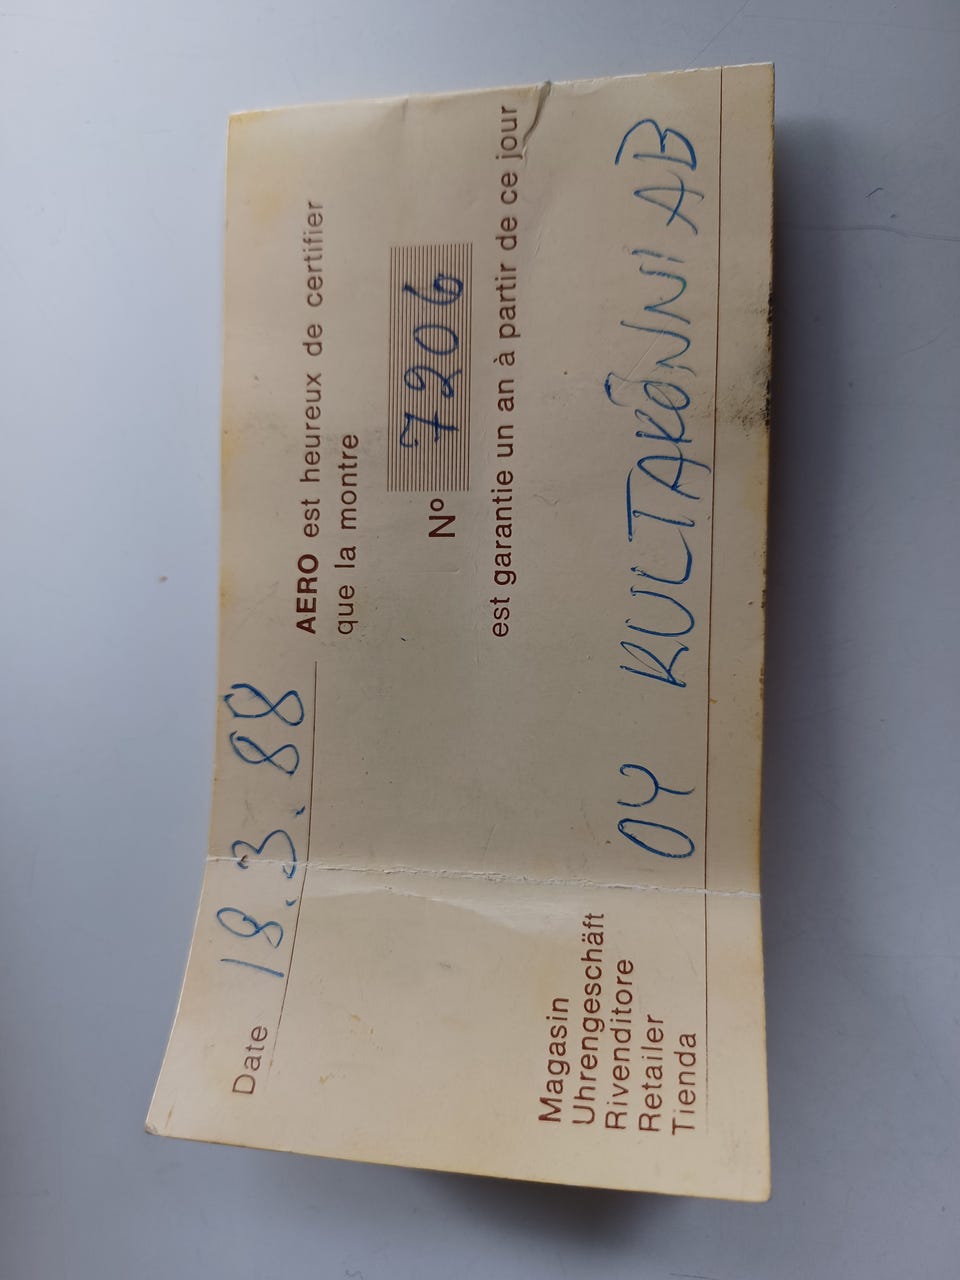 Date 18.3.88
AERO est heureux de certifier
que la montre
Nº 7206
est garantie un an à partir de ce jour
Magasin
Uhrengeschäft
Rivenditore
Retailer
Tienda
OY KULTAKÖNNI AB